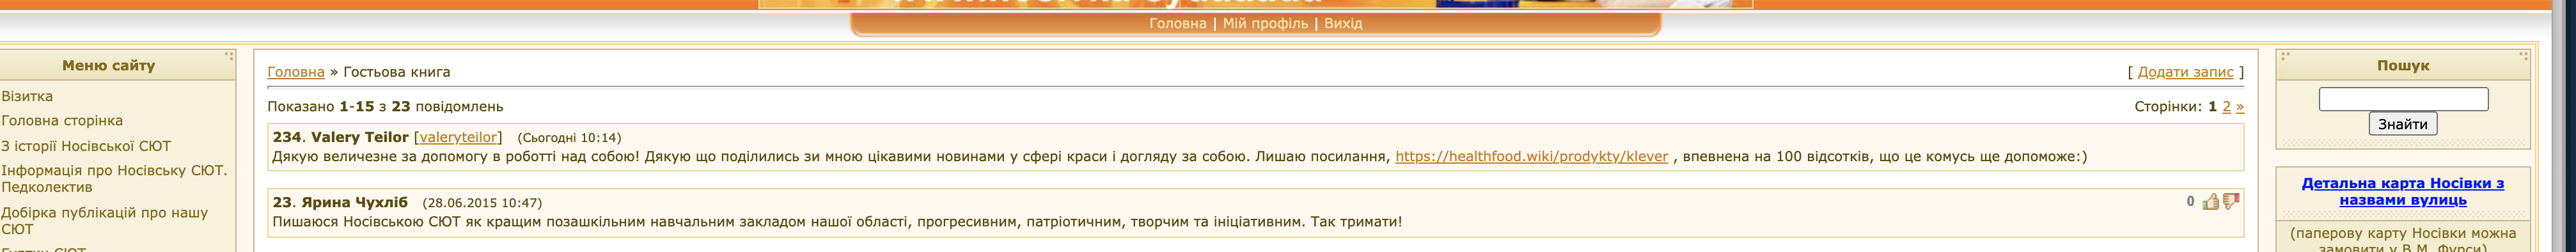 Головна | Мій профіль | Вихід
Меню сайту
Візитка
Головна сторінка
З історії Носівської СЮТ
Інформація про Носівську СЮТ.
Педколектив
Добірка публікацій про нашу
СЮТ
Головна » Гостьова книга
[ Додати запис ]
Показано 1-15 з 23 повідомлень
Сторінки: 1 2 »
234. Valery Teilor [valeryteilor] (Сьогодні 10:14)
Дякую величезне за допомогу в роботті над собою! Дякую що поділились зи мною цікавими новинами у сфері краси і догляду за собою. Лишаю посилання, https://healthfood.wiki/prodykty/klever , впевнена на 100 відсотків, що це комусь ще допоможе:)
23. Ярина Чухліб (28.06.2015 10:47)
0
Пишаюся Носівською СЮТ як кращим позашкільним навчальним закладом нашої області, прогресивним, патріотичним, творчим та ініціативним. Так тримати!
Пошук
Знайти
Детальна карта Носівки з
назвами вулиць
(паперову карту Носівки можна
замовити у В.М. Фурси)